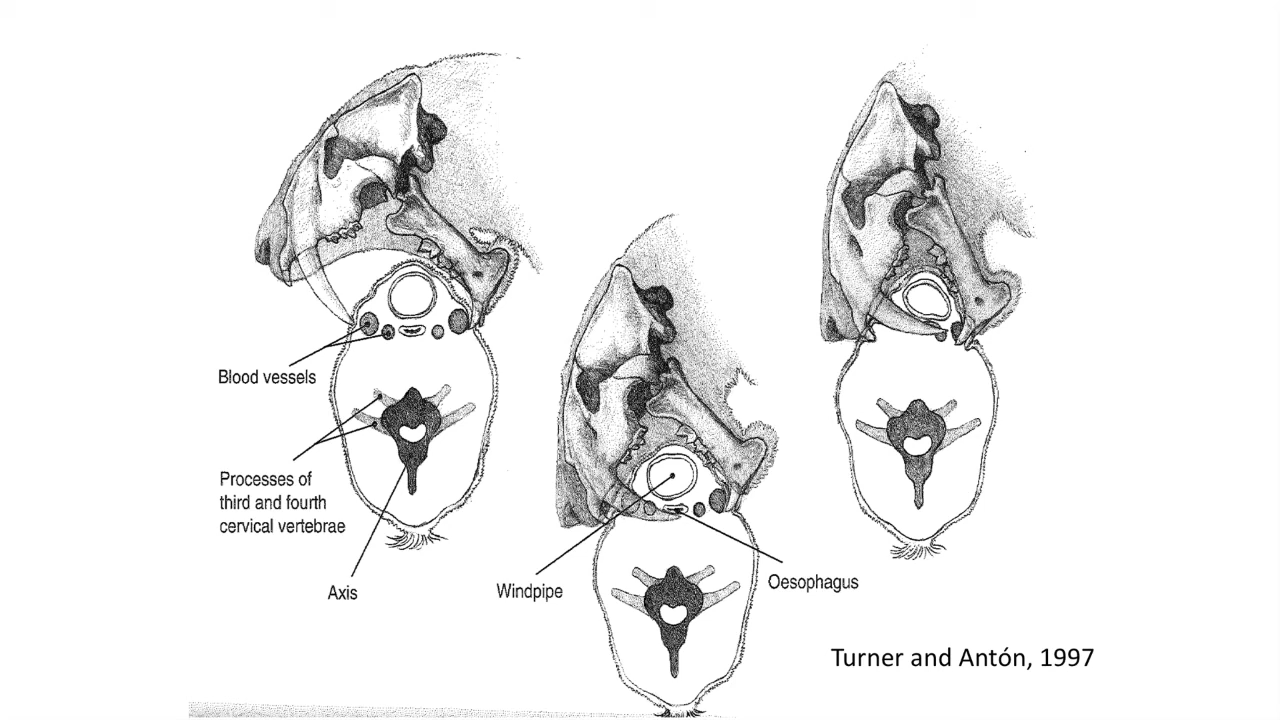 Blood vessels
Processes of
third and fourth
cervical vertebrae
Axis
Windpipe
Oesophagus
Turner and Antón, 1997